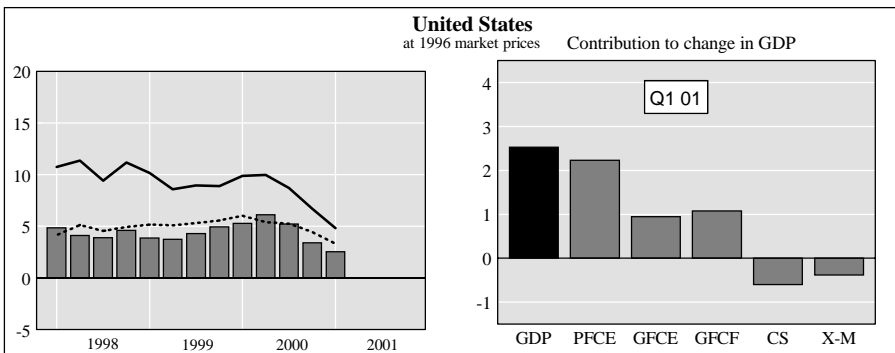 United States
at 1996 market prices
Contribution to change in GDP
20
15
10
5
0
-5
1998 1999 2000 2001
Q1 01
4
3
2
1
0
-1
GDP PFCE GFCE GFCF CS X-M